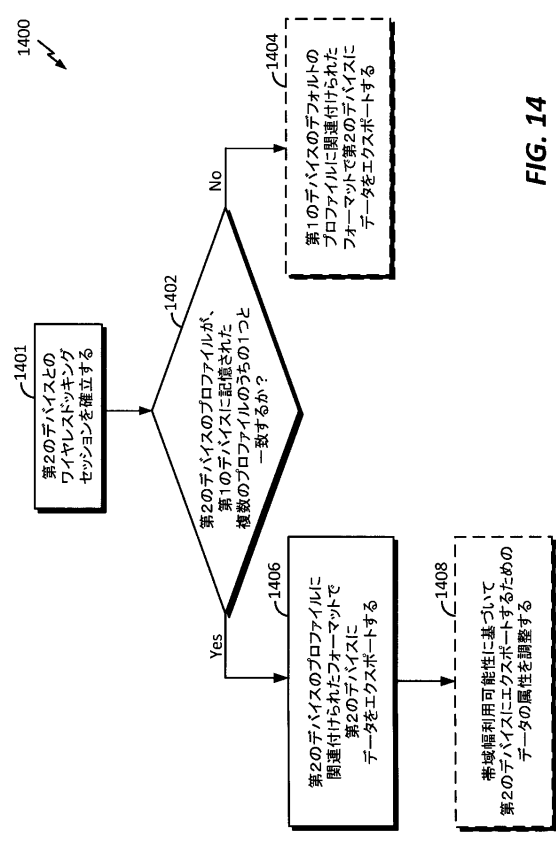 1400
1401
第2のデバイスとの
ワイヤレスドッキング
セッションを確立する
1402
第2のデバイスのプロファイルが、
第1のデバイスに記憶された
複数のプロファイルのうちの1つと
一致するか？
Yes
No
1406
第2のデバイスのプロファイルに
関連付けられたフォーマットで
第2のデバイスに
データをエクスポートする
1404
第1のデバイスのデフォルトの
プロファイルに関連付けられた
フォーマットで第2のデバイスに
データをエクスポートする
1408
帯域幅利用可能性に基づいて
第2のデバイスにエクスポートするための
データの属性を調整する
FIG. 14